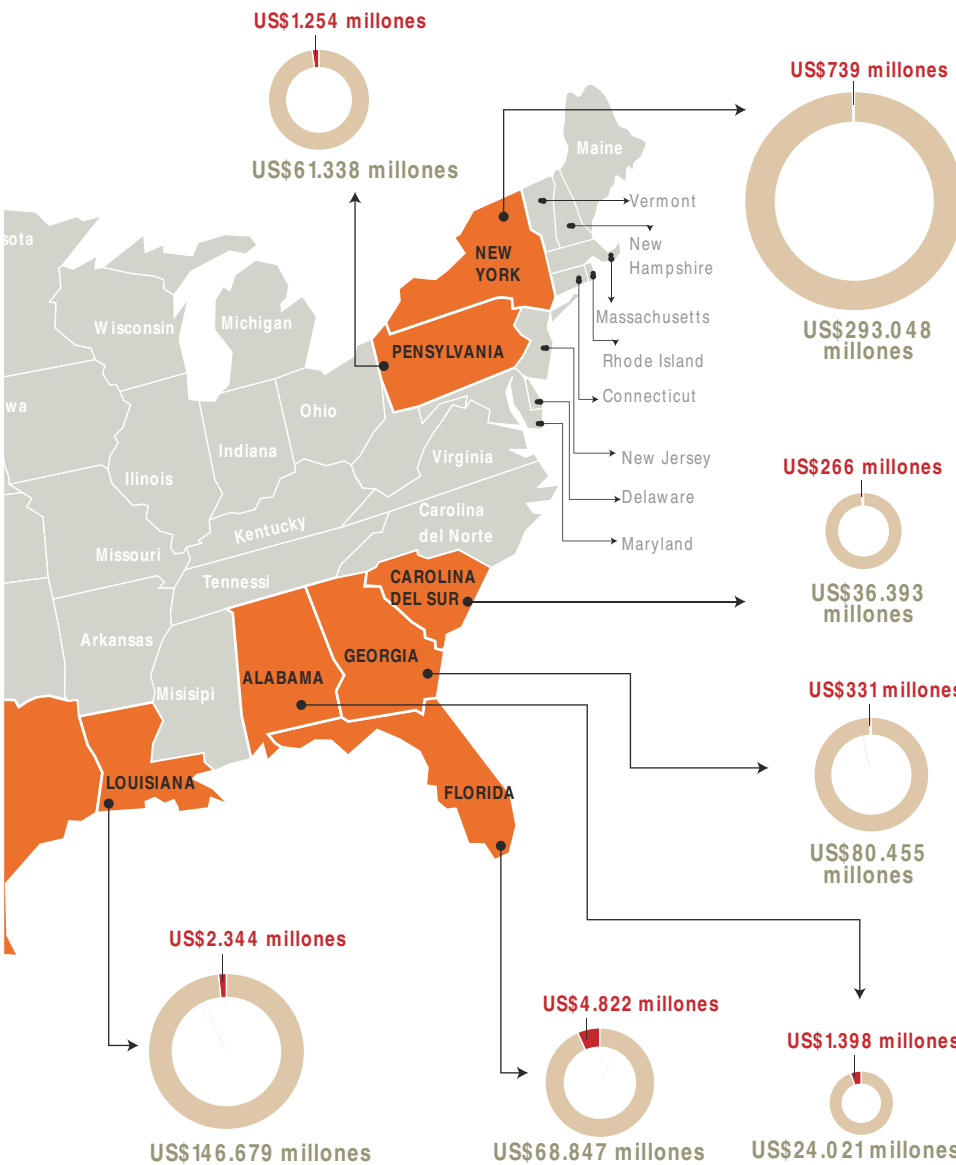 US$1.254 millones
US$61.338 millones
US$739 millones
US$293.048
millones
Maine
Vermont
New
Hampshire
Massachusetts
Rhode Island
Connecticut
New Jersey
Delaware
Maryland
NEW
YORK
PENSYLVANIA
sota
Wisconsin
Michigan
wa
Ohio
Indiana
Ilinois
Virginia
Kentucky
Carolina
del Norte
Missouri
Tennessi
Arkansas
Misisipi
CAROLINA
DEL SUR
GEORGIA
ALABAMA
LOUISIANA
FLORIDA
US$266 millones
US$36.393
millones
US$331 millones
US$80.455
millones
US$2.344 millones
US$146.679 millones
US$4.822 millones
US$68.847 millones
US$1.398 millones
US$24.021 millones